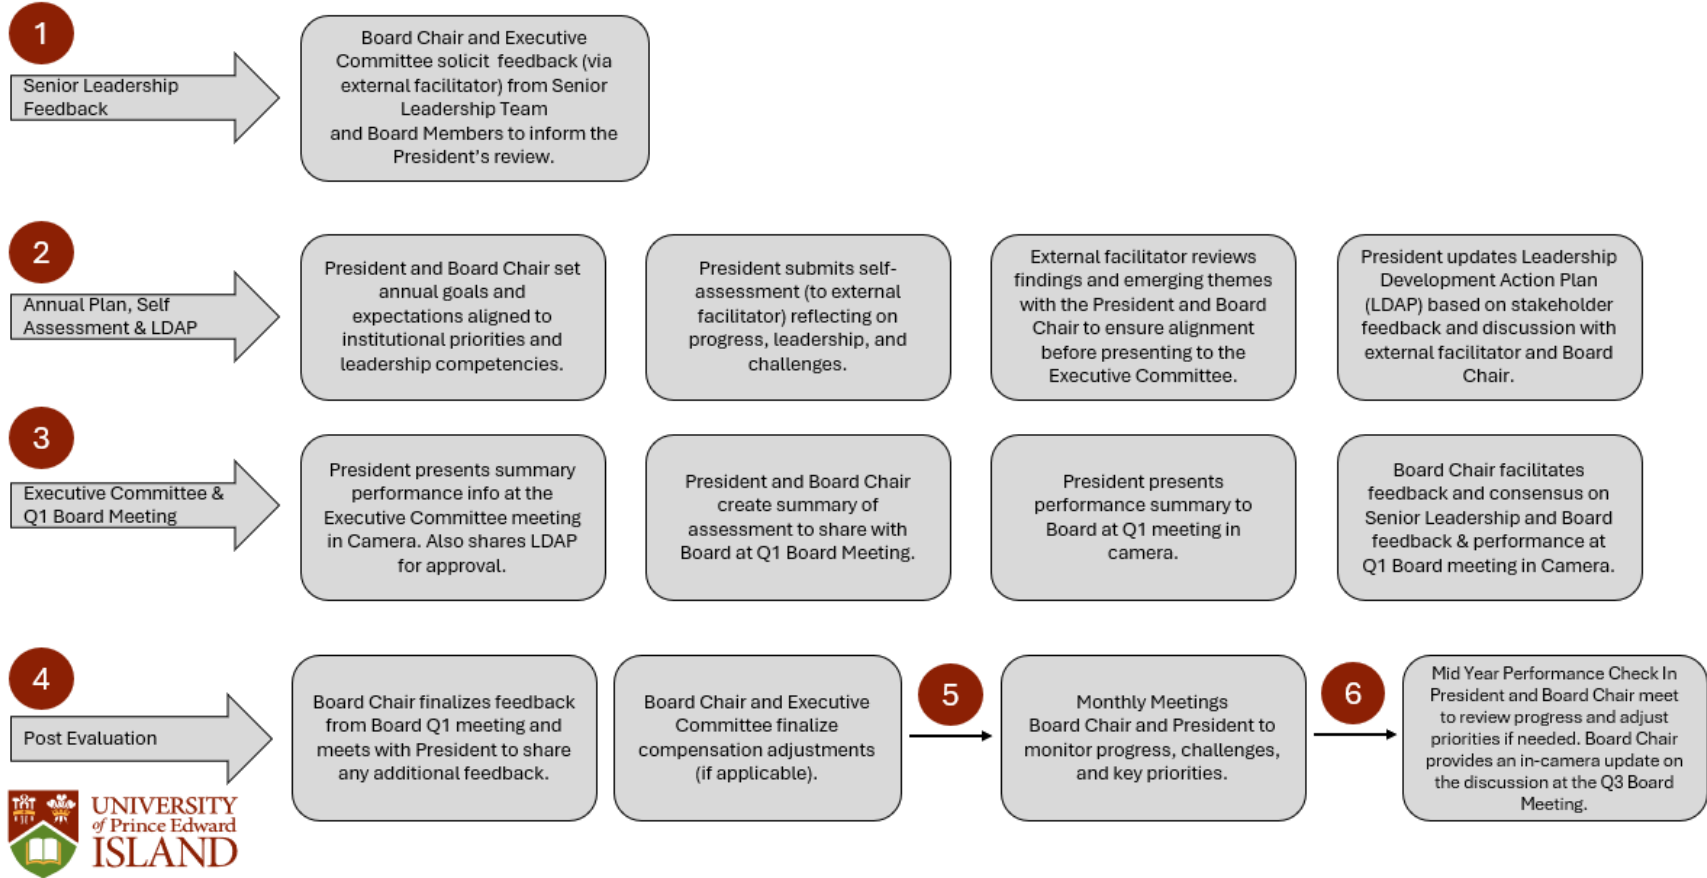 1
Senior Leadership
Feedback
Board Chair and Executive
Committee solicit feedback (via
external facilitator) from Senior
Leadership Team
and Board Members to inform the
President's review.
2
Annual Plan, Self
Assessment & LDAP
President and Board Chair set
annual goals and
expectations aligned to
institutional priorities and
leadership competencies.
President submits self-
assessment (to external
facilitator) reflecting on
progress, leadership, and
challenges.
External facilitator reviews
findings and emerging themes
with the President and Board
Chair to ensure alignment
before presenting to the
Executive Committee.
President updates Leadership
Development Action Plan
(LDAP) based on stakeholder
feedback and discussion with
external facilitator and Board
Chair.
3
Executive Committee &
Q1 Board Meeting
President presents summary
performance info at the
Executive Committee meeting
in Camera. Also shares LDAP
for approval.
President and Board Chair
create summary of
assessment to share with
Board at Q1 Board Meeting.
President presents
performance summary to
Board at Q1 meeting in
camera.
Board Chair facilitates
feedback and consensus on
Senior Leadership and Board
feedback & performance at
Q1 Board meeting in Camera.
4
Post Evaluation
Board Chair finalizes feedback
from Board Q1 meeting and
meets with President to share
any additional feedback.
Board Chair and Executive
Committee finalize
compensation adjustments
(if applicable).
5
Monthly Meetings
Board Chair and President to
monitor progress, challenges,
and key priorities.
6
Mid Year Performance Check In
President and Board Chair meet
to review progress and adjust
priorities if needed. Board Chair
provides an in-camera update on
the discussion at the Q3 Board
Meeting.
UNIVERSITY
of Prince Edward
ISLAND